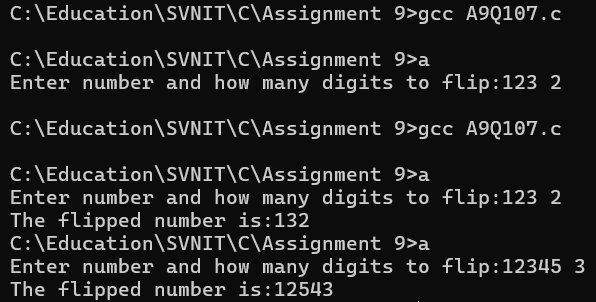 C:\Education\SVNIT\C\Assignment 9>gcc A9Q107.c
C:\Education\SVNIT\C\Assignment 9>a
Enter number and how many digits to flip:123 2
C:\Education\SVNIT\C\Assignment 9>gcc A9Q107.c
C:\Education\SVNIT\C\Assignment 9>a
Enter number and how many digits to flip:123 2
The flipped number is:132
C:\Education\SVNIT\C\Assignment 9>a
Enter number and how many digits to flip:12345 3
The flipped number is:12543